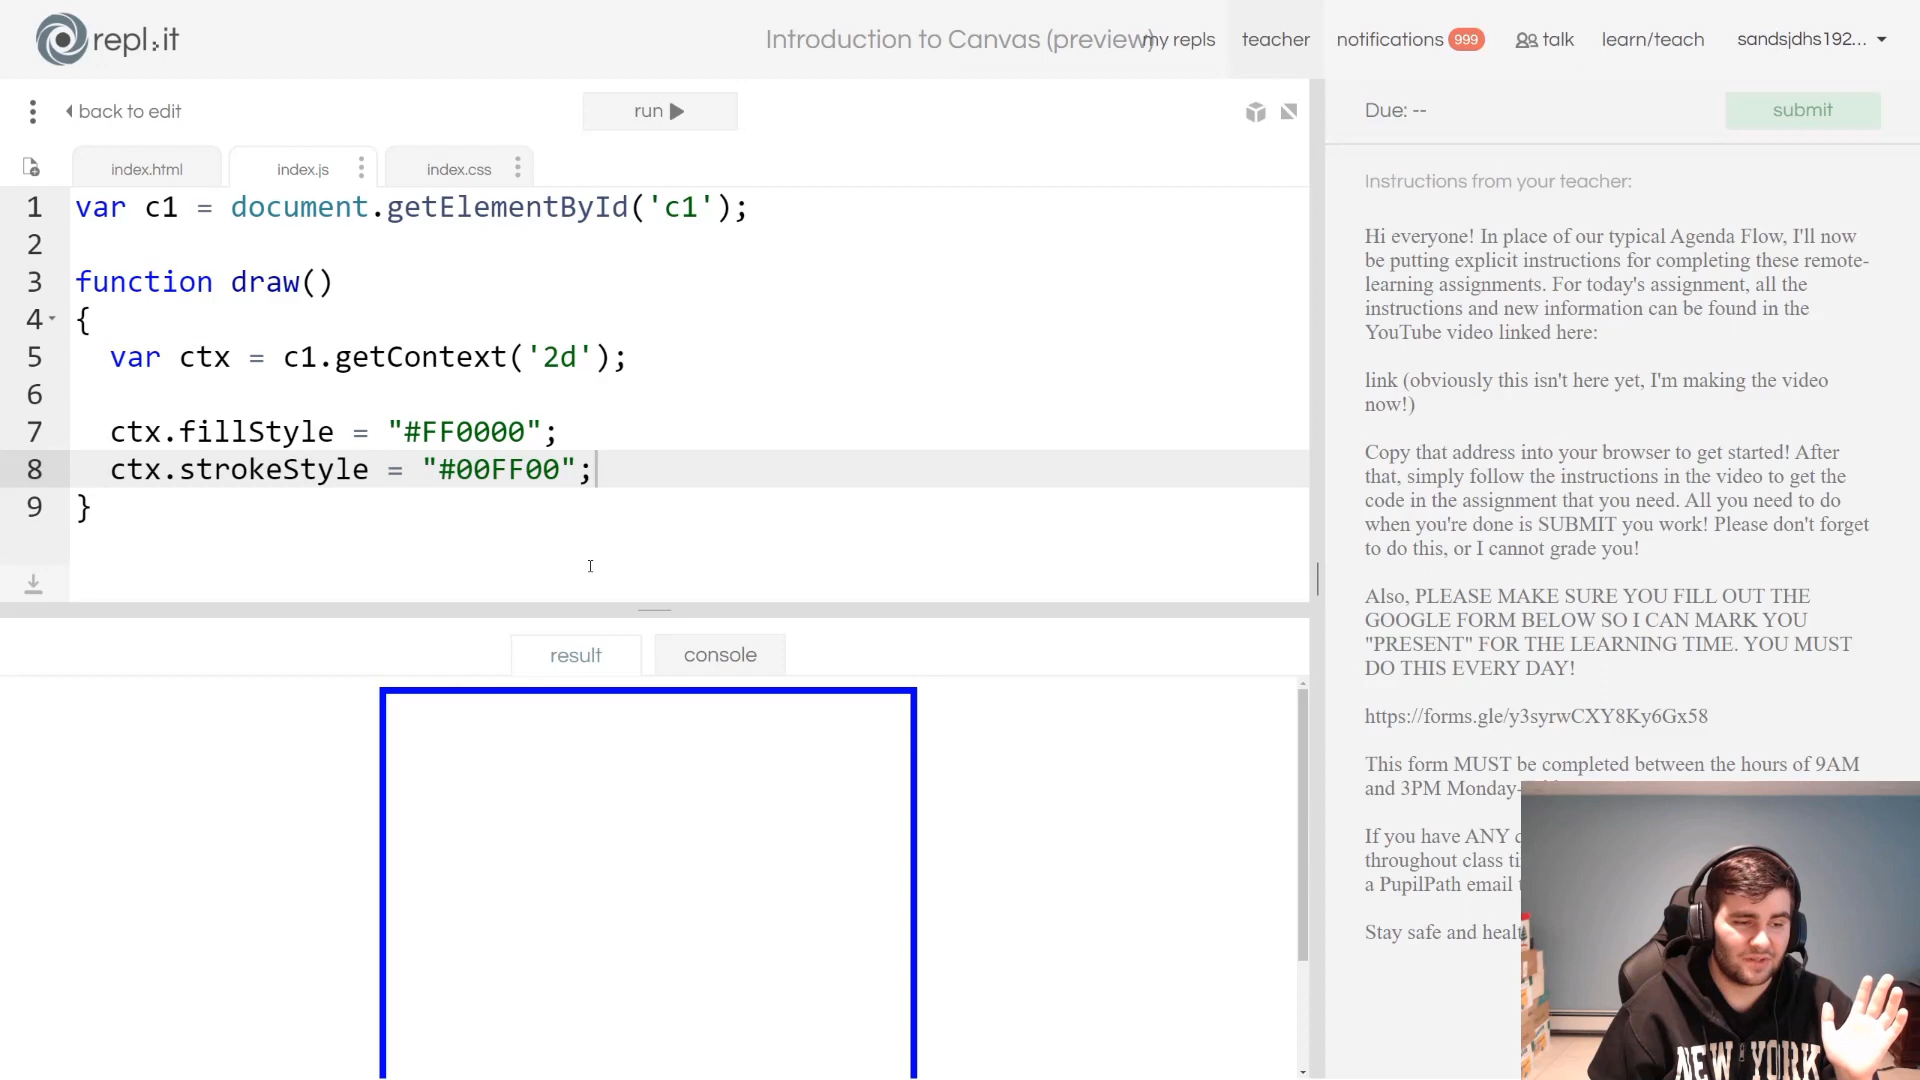 repl.it
Introduction to Canvas (preview)
my repls
teacher
notifications 999
talk
learn/teach
sandsjdhs192...
back to edit
run
Due: --
submit
index.html
index.js
index.css
1 var c1 = document.getElementById('c1');
2
3 function draw()
4 {
5 var ctx = c1.getContext('2d');
6
7 ctx.fillStyle = "#FF0000";
8 ctx.strokeStyle = "#00FF00";
9 }
result
console
Instructions from your teacher:
Hi everyone! In place of our typical Agenda Flow, I'll now
be putting explicit instructions for completing these remote-
learning assignments. For today's assignment, all the
instructions and new information can be found in the
YouTube video linked here:
link (obviously this isn't here yet, I'm making the video
now!)
Copy that address into your browser to get started! After
that, simply follow the instructions in the video to get the
code in the assignment that you need. All you need to do
when you're done is SUBMIT you work! Please don't forget
to do this, or I cannot grade you!
Also, PLEASE MAKE SURE YOU FILL OUT THE
GOOGLE FORM BELOW SO I CAN MARK YOU
"PRESENT" FOR THE LEARNING TIME. YOU MUST
DO THIS EVERY DAY!
https://forms.gle/y3syrwCXY8Ky6Gx58
This form MUST be completed between the hours of 9AM
and 3PM Monday-
If you have ANY
throughout class
a PupilPath email
Stay safe and
NEW YORK